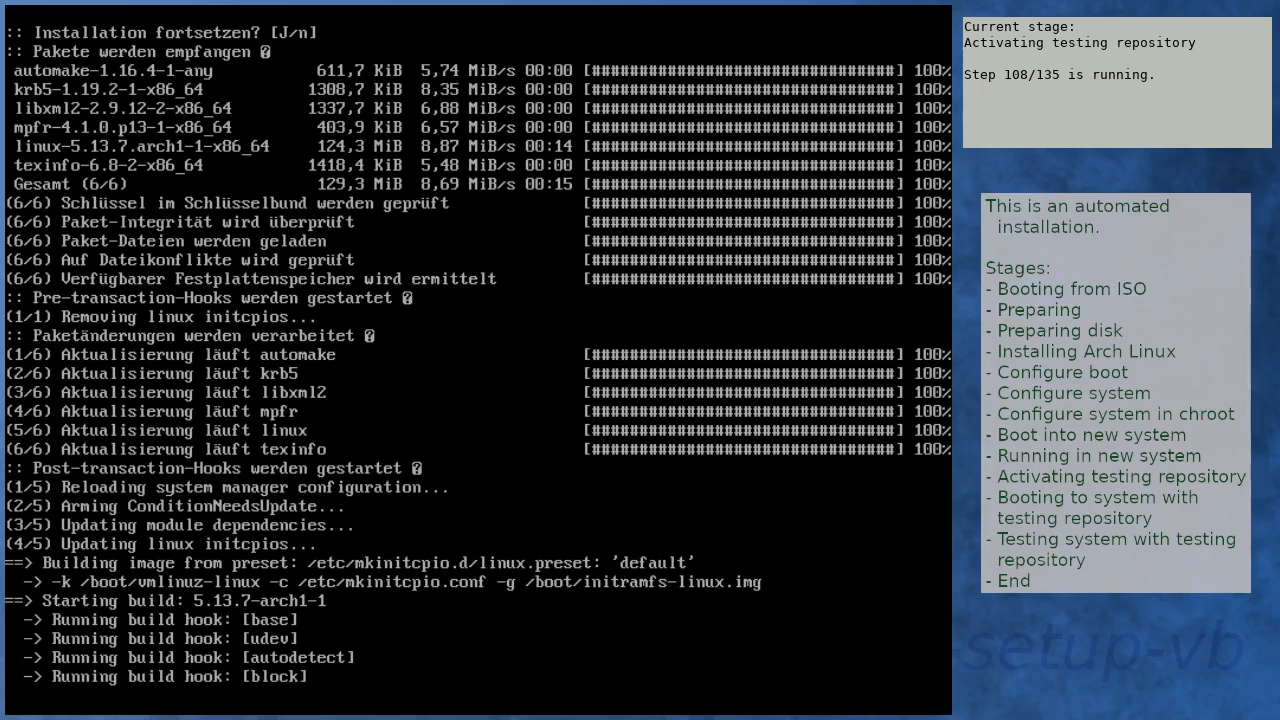 :: Installation fortsetzen? [J/n]
:: Pakete werden empfangen �
automake-1.16.4-1-any 611,7 KiB 5,74 MiB/s 00:00 [################################] 100%
krb5-1.19.2-1-x86_64 1308,7 KiB 8,35 MiB/s 00:00 [################################] 100%
libxml2-2.9.12-2-x86_64 1337,7 KiB 6,88 MiB/s 00:00 [################################] 100%
mpfr-4.1.0.p13-1-x86_64 403,9 KiB 6,57 MiB/s 00:00 [################################] 100%
linux-5.13.7.arch1-1-x86_64 124,3 MiB 8,87 MiB/s 00:14 [################################] 100%
texinfo-6.8-2-x86_64 1418,4 KiB 5,48 MiB/s 00:00 [################################] 100%
Gesamt (6/6) 129,3 MiB 8,69 MiB/s 00:15 [################################] 100%
(6/6) Schlüssel im Schlüsselbund werden geprüft [################################] 100%
(6/6) Paket-Integrität wird überprüft [################################] 100%
(6/6) Paket-Dateien werden geladen [################################] 100%
(6/6) Auf Dateikonflikte wird geprüft [################################] 100%
(6/6) Verfügbarer Festplattenspeicher wird ermittelt [################################] 100%
:: Pre-transaction-Hooks werden gestartet �
(1/1) Removing linux initcpios...
:: Paketänderungen werden verarbeitet �
(1/6) Aktualisierung läuft automake [################################] 100%
(2/6) Aktualisierung läuft krb5 [################################] 100%
(3/6) Aktualisierung läuft libxml2 [################################] 100%
(4/6) Aktualisierung läuft mpfr [################################] 100%
(5/6) Aktualisierung läuft linux [################################] 100%
(6/6) Aktualisierung läuft texinfo [################################] 100%
:: Post-transaction-Hooks werden gestartet �
(1/5) Reloading system manager configuration...
(2/5) Arming ConditionNeedsUpdate...
(3/5) Updating module dependencies...
(4/5) Updating linux initcpios...
==> Building image from preset: /etc/mkinitcpio.d/linux.preset: 'default'
-> -k /boot/vmlinuz-linux -c /etc/mkinitcpio.conf -g /boot/initramfs-linux.img
==> Starting build: 5.13.7-arch1-1
-> Running build hook: [base]
-> Running build hook: [udev]
-> Running build hook: [autodetect]
-> Running build hook: [block]
Current stage:
Activating testing repository
Step 108/135 is running.
This is an automated
installation.
Stages:
- Booting from ISO
- Preparing
- Preparing disk
- Installing Arch Linux
- Configure boot
- Configure system
- Configure system in chroot
- Boot into new system
- Running in new system
- Activating testing repository
- Booting to system with
testing repository
- Testing system with testing
repository
- End
setup-vb